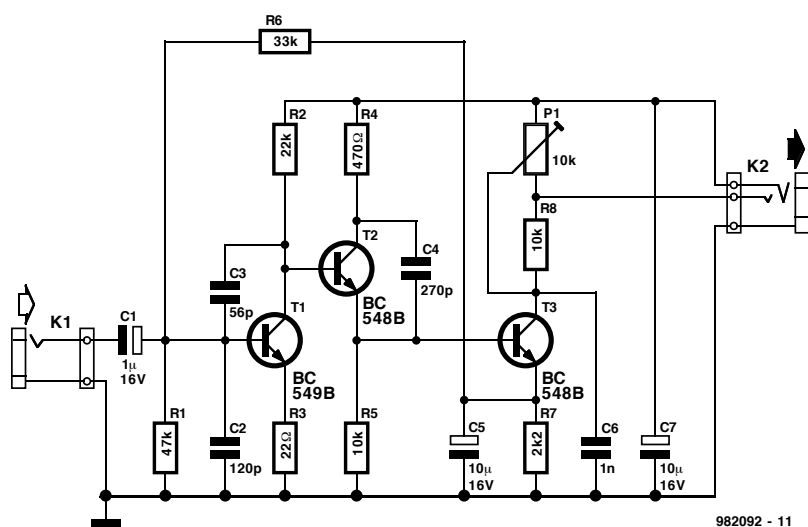 R6
33k
R2
22k
R4
470Ω
P1
10k
K2
R8
10k
T2
C4
270p
BC
548B
C3
56p
T1
T3
K1
C1
1µ
16V
BC
549B
BC
548B
R1
47k
C2
120p
R3
22Ω
R5
10k
C5
10µ
16V
R7
2k2
C6
1n
C7
10µ
16V
982092 - 11